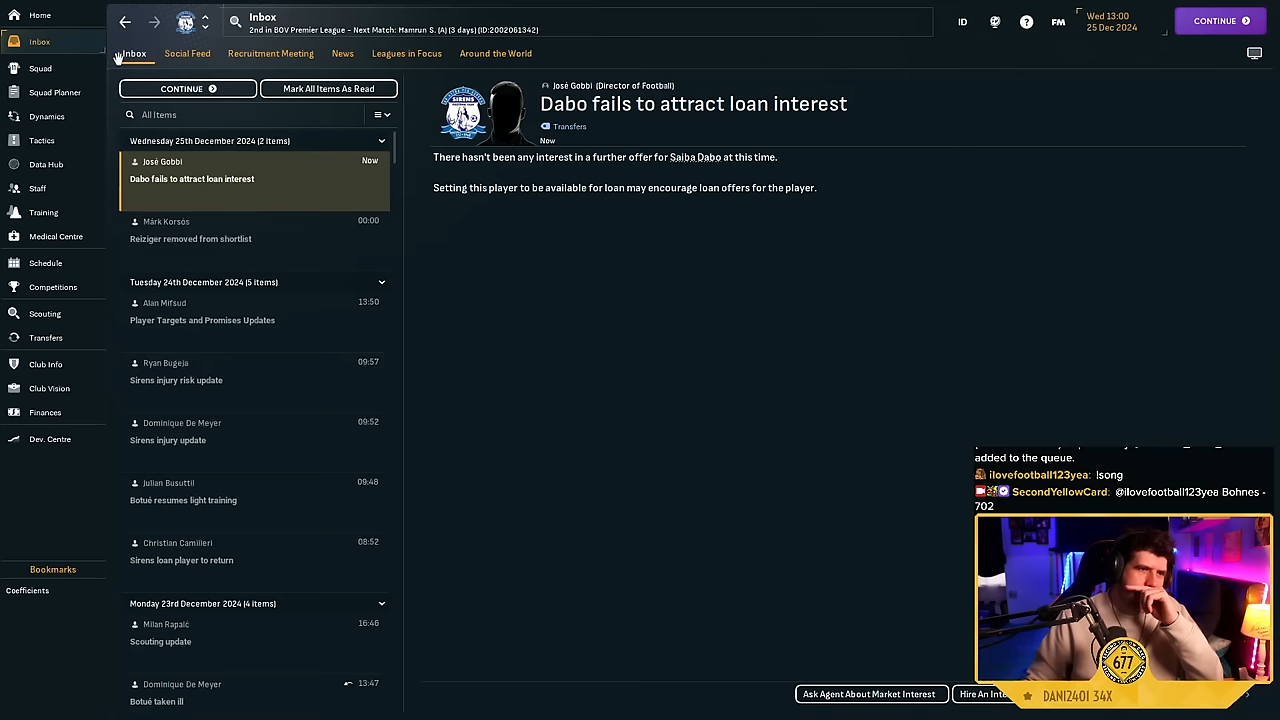 Home
Inbox
Squad
Squad Planner
Dynamics
Tactics
Data Hub
Staff
Training
Medical Centre
Schedule
Competitions
Scouting
Transfers
Club Info
Club Vision
Finances
Dev. Centre
Bookmarks
Coefficients
Inbox
2nd in BOV Premier League - Next Match: Hamrun S. (A) (3 days) (ID:2002061342)
ID
?
FM
Wed 13:00
25 Dec 2024
CONTINUE
Inbox
Social Feed
Recruitment Meeting
News
Leagues in Focus
Around the World
CONTINUE
Mark All Items As Read
All Items
Wednesday 25th December 2024 (2 items)
José Gobbi
Now
Dabo fails to attract loan interest
Márk Korsós
00:00
Reiziger removed from shortlist
Tuesday 24th December 2024 (5 items)
Alan Mifsud
13:50
Player Targets and Promises Updates
Ryan Bugeja
09:57
Sirens injury risk update
Dominique De Meyer
09:52
Sirens injury update
Julian Busuttil
09:48
Botué resumes light training
Christian Camilleri
08:52
Sirens loan player to return
Monday 23rd December 2024 (4 items)
Milan Rapaić
16:46
Scouting update
Dominique De Meyer
13:47
Botué taken ill
SIRENS
José Gobbi (Director of Football)
Dabo fails to attract loan interest
Transfers
Now
There hasn't been any interest in a further offer for Saiba Dabo at this time.
Setting this player to be available for loan may encourage loan offers for the player.
Ask Agent About Market Interest
Hire An Inte
added to the queue.
ilovefootball123yea: !song
SecondYellowCard: @ilovefootball123yea Bohnes -
702
677
DANI2401 34X